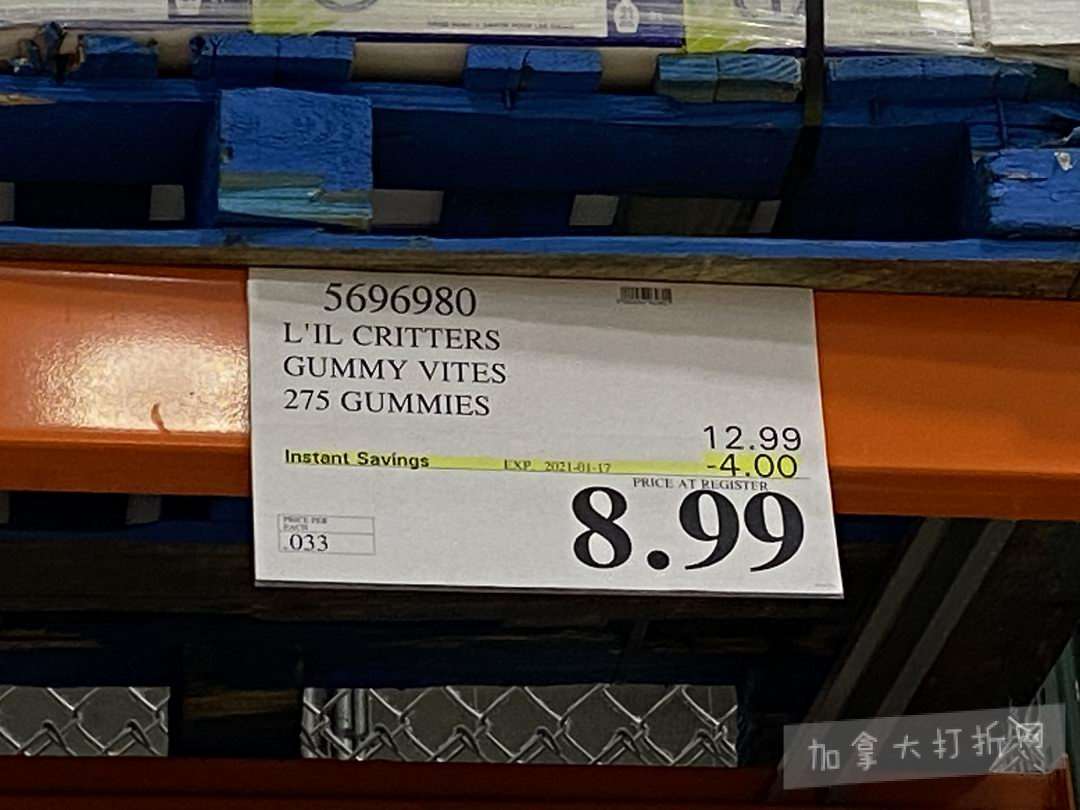 5696980
L'IL CRITTERS
GUMMY VITES
275 GUMMIES
12.99
Instant Savings EXP. 2021-01-17 -4.00
PRICE AT REGISTER
8.99
PRICE PER
EACH
.033
加拿大打折网